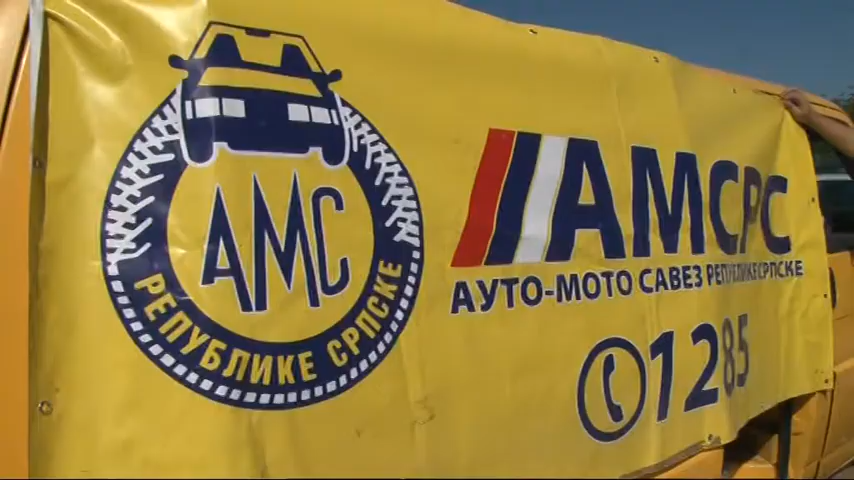 АМС
РЕПУБЛИКЕ СРПСКЕ
АМСРС
АУТО-МОТО САВЕЗ РЕПУБЛИКЕ СРПСКЕ
1285